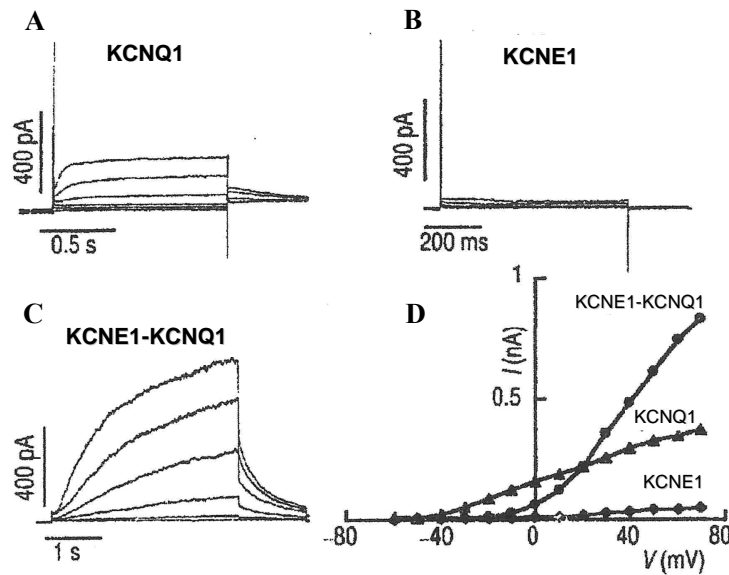 A
KCNQ1
400 pA
0.5 s
B
KCNE1
400 pA
200 ms
C
KCNE1-KCNQ1
400 pA
1 s
D
1
KCNE1-KCNQ1
I (nA)
0.5
KCNQ1
KCNE1
-80 -40 0 40 80
V (mV)